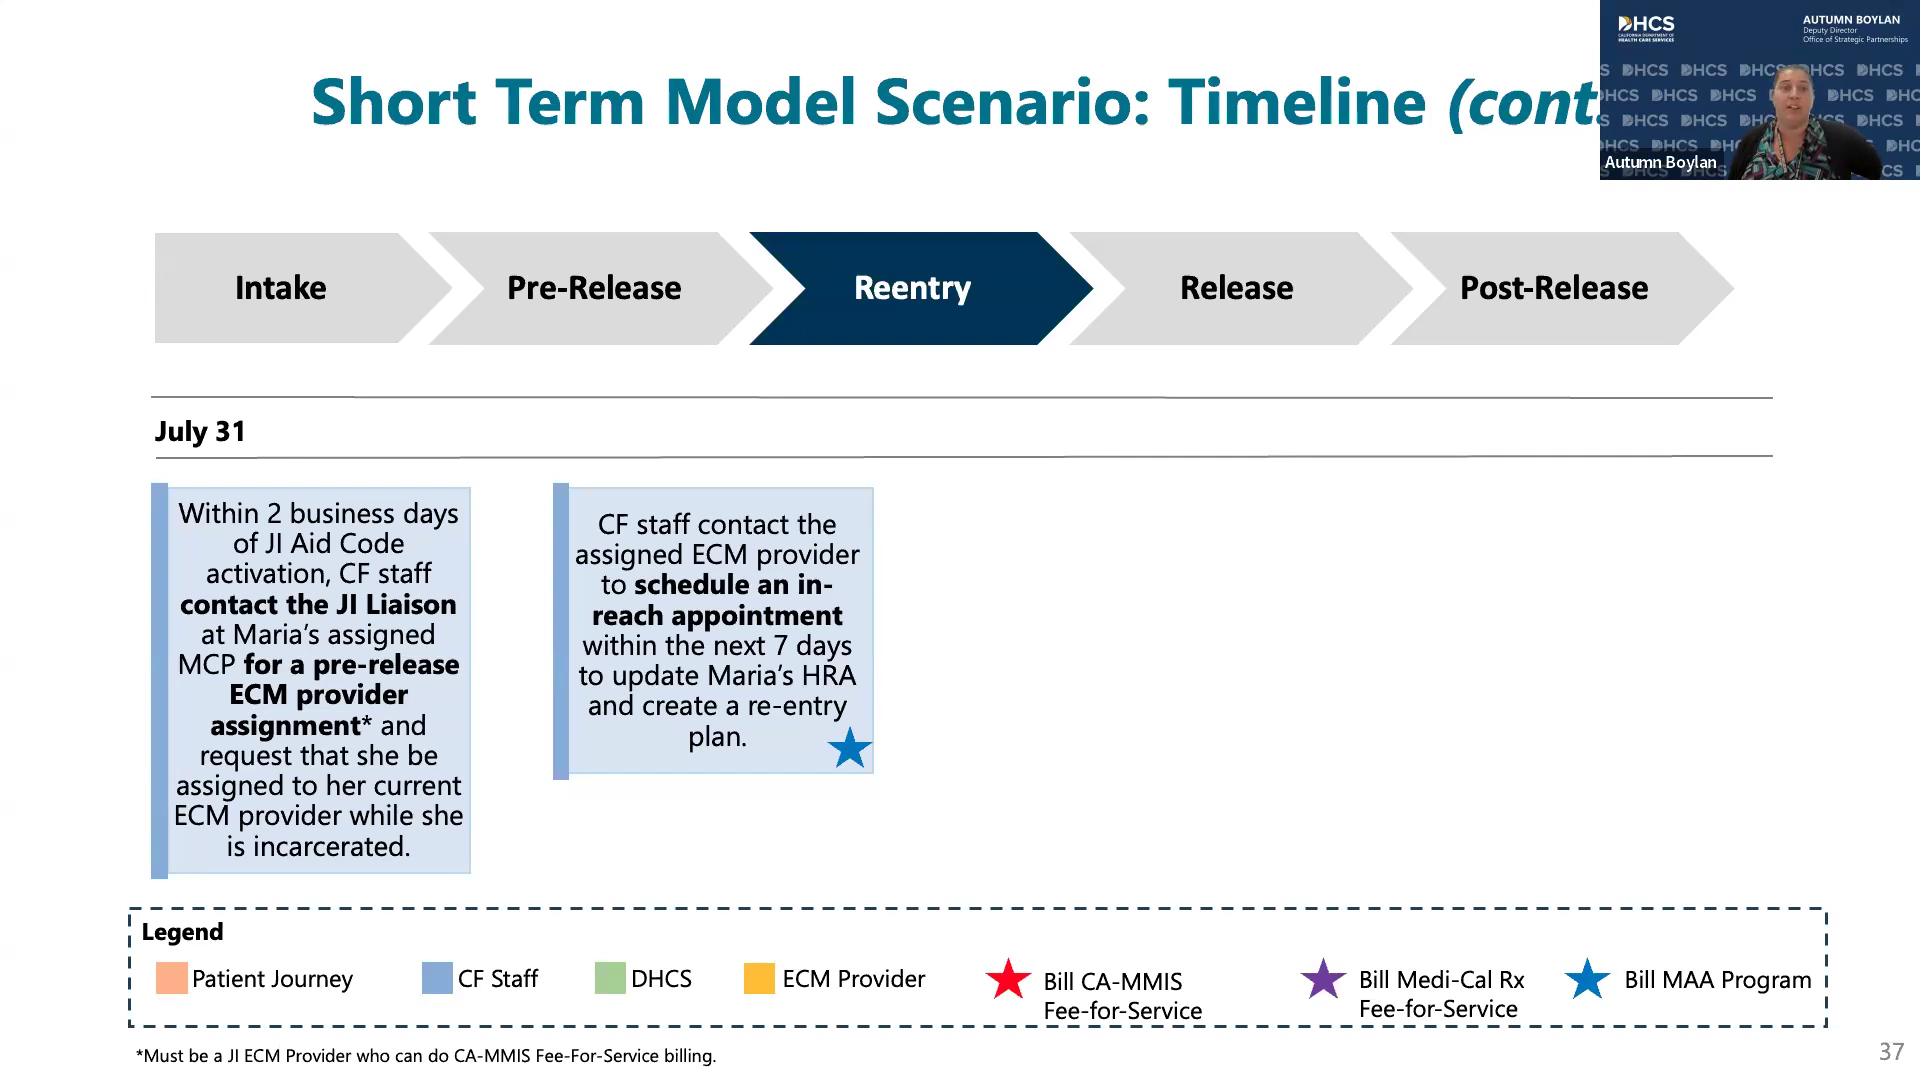 DHCS
CALIFORNIA DEPARTMENT OF
HEALTH CARE SERVICES
AUTUMN BOYLAN
Deputy Director
Office of Strategic Partnerships
Autumn Boylan
Short Term Model Scenario: Timeline (cont.
Intake
Pre-Release
Reentry
Release
Post-Release
July 31
Within 2 business days
of JI Aid Code
activation, CF staff
contact the JI Liaison
at Maria’s assigned
MCP for a pre-release
ECM provider
assignment* and
request that she be
assigned to her current
ECM provider while she
is incarcerated.
CF staff contact the
assigned ECM provider
to schedule an in-
reach appointment
within the next 7 days
to update Maria’s HRA
and create a re-entry
plan.
Legend
Patient Journey
CF Staff
DHCS
ECM Provider
Bill CA-MMIS
Fee-for-Service
Bill Medi-Cal Rx
Fee-for-Service
Bill MAA Program
*Must be a JI ECM Provider who can do CA-MMIS Fee-For-Service billing.
37